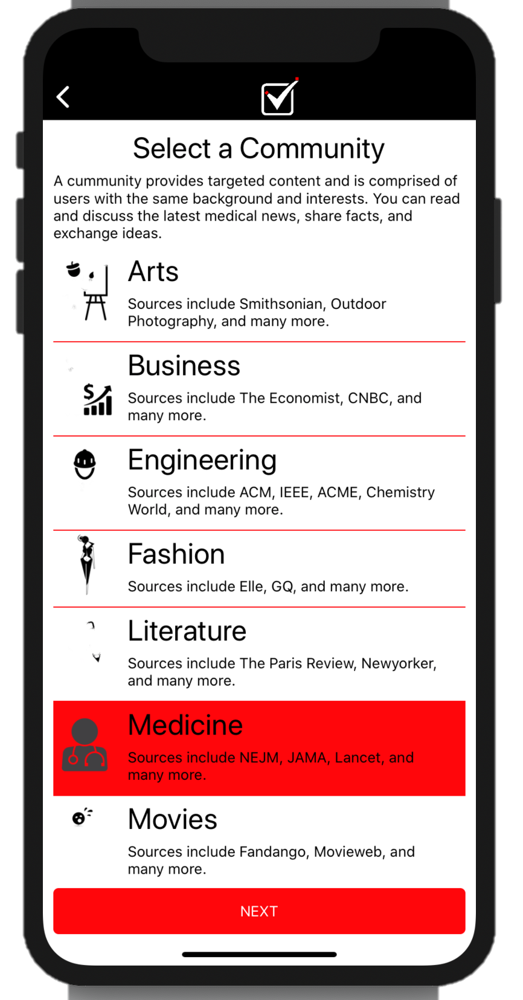 Select a Community
A cummunity provides targeted content and is comprised of
users with the same background and interests. You can read
and discuss the latest medical news, share facts, and
exchange ideas.
Arts
Sources include Smithsonian, Outdoor
Photography, and many more.
Business
Sources include The Economist, CNBC, and
many more.
Engineering
Sources include ACM, IEEE, ACME, Chemistry
World, and many more.
Fashion
Sources include Elle, GQ, and many more.
Literature
Sources include The Paris Review, Newyorker,
and many more.
Medicine
Sources include NEJM, JAMA, Lancet, and
many more.
Movies
Sources include Fandango, Movieweb, and
many more.
NEXT